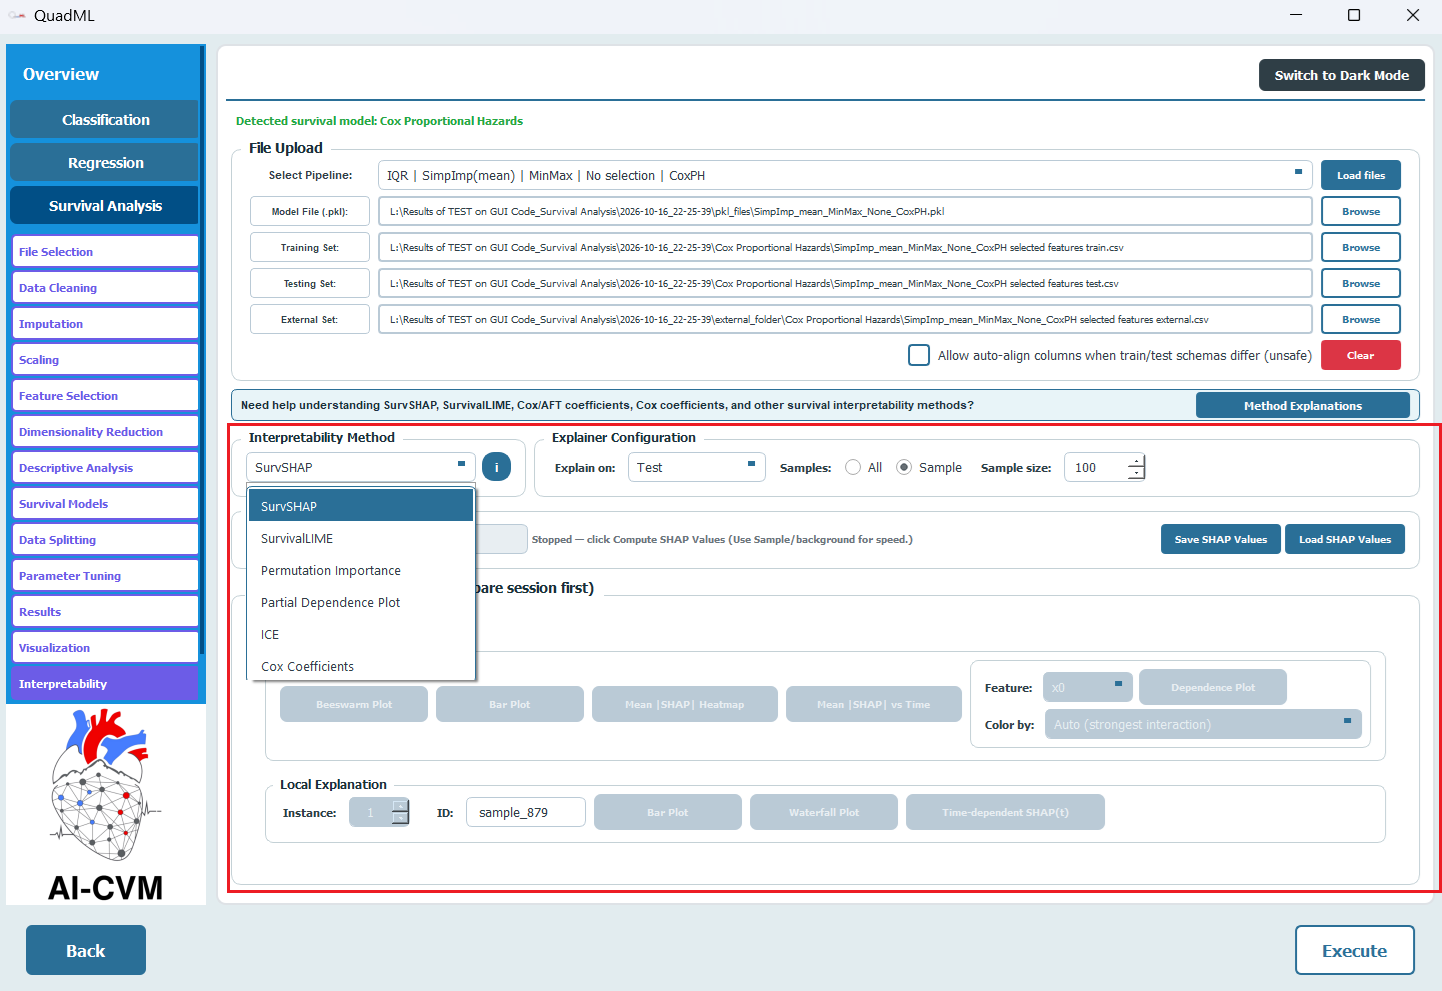 QuadML
Overview
Classification
Regression
Survival Analysis
File Selection
Data Cleaning
Imputation
Scaling
Feature Selection
Dimensionality Reduction
Descriptive Analysis
Survival Models
Data Splitting
Parameter Tuning
Results
Visualization
Interpretability
AI-CVM
Switch to Dark Mode
Detected survival model: Cox Proportional Hazards
File Upload
Select Pipeline: IQR | SimpImp(mean) | MinMax | No selection | CoxPH Load files
Model File (.pkl): L:\Results of TEST on GUI Code_Survival Analysis\2026-10-16_22-25-39\pkl_files\SimpImp_mean_MinMax_None_CoxPH.pkl Browse
Training Set: L:\Results of TEST on GUI Code_Survival Analysis\2026-10-16_22-25-39\Cox Proportional Hazards\SimpImp_mean_MinMax_None_CoxPH selected features train.csv Browse
Testing Set: L:\Results of TEST on GUI Code_Survival Analysis\2026-10-16_22-25-39\Cox Proportional Hazards\SimpImp_mean_MinMax_None_CoxPH selected features test.csv Browse
External Set: L:\Results of TEST on GUI Code_Survival Analysis\2026-10-16_22-25-39\external_folder\Cox Proportional Hazards\SimpImp_mean_MinMax_None_CoxPH selected features external.csv Browse
Allow auto-align columns when train/test schemas differ (unsafe) Clear
Need help understanding SurvSHAP, SurvivalLIME, Cox/AFT coefficients, Cox coefficients, and other survival interpretability methods? Method Explanations
Interpretability Method
SurvSHAP i
SurvSHAP
SurvivalLIME
Permutation Importance
Partial Dependence Plot
ICE
Cox Coefficients
Explainer Configuration
Explain on: Test Samples: All Sample Sample size: 100
Stopped — click Compute SHAP Values (Use Sample/background for speed.) Save SHAP Values Load SHAP Values
pare session first)
Beeswarm Plot Bar Plot Mean |SHAP| Heatmap Mean |SHAP| vs Time
Feature: x0 Dependence Plot
Color by: Auto (strongest interaction)
Local Explanation
Instance: 1 ID: sample_879 Bar Plot Waterfall Plot Time-dependent SHAP(t)
Back Execute